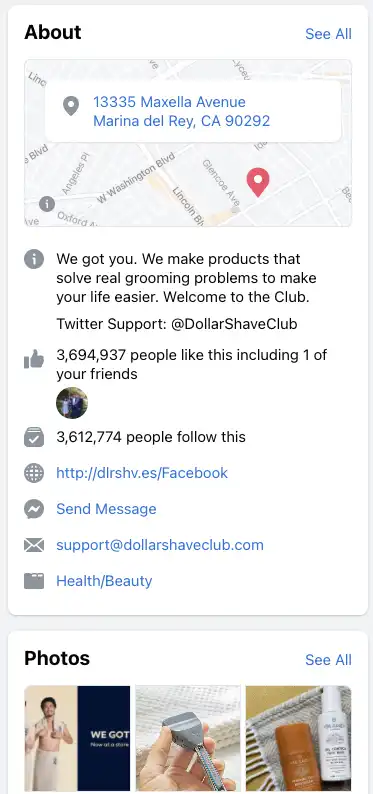 About
See All
13335 Maxella Avenue
Marina del Rey, CA 90292
Linc
e Blvd
Angeles Pl
W Washington Blvd
Lincoln Blvd
Glencoe Ave
Oxford A
ve
We got you. We make products that
solve real grooming problems to make
your life easier. Welcome to the Club.
Twitter Support: @DollarShaveClub
3,694,937 people like this including 1 of
your friends
3,612,774 people follow this
http://dlrshv.es/Facebook
Send Message
support@dollarshaveclub.com
Health/Beauty
Photos
See All
WE GOT
Now at a store